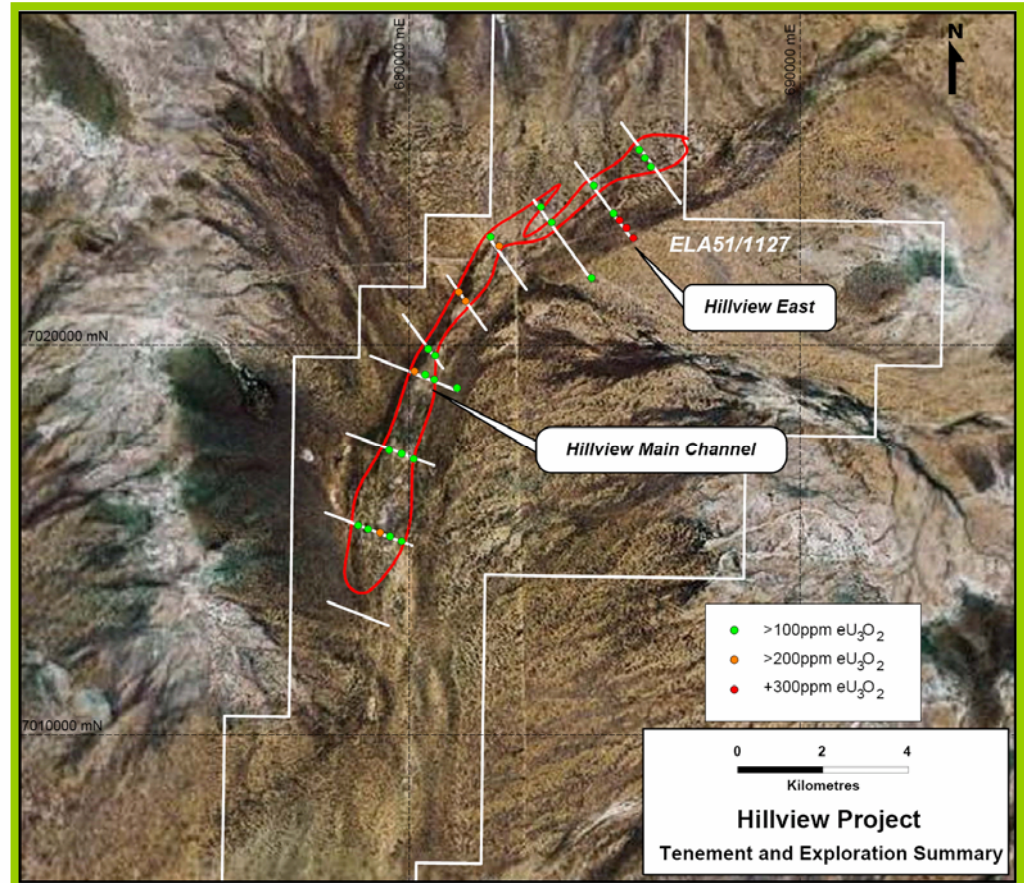 680000 mE
690000 mE
N
ELA51/1127
Hillview East
7020000 mN
Hillview Main Channel
>100ppm eU₃O₂
>200ppm eU₃O₂
+300ppm eU₃O₂
7010000 mN
0 2 4
Kilometres
Hillview Project
Tenement and Exploration Summary